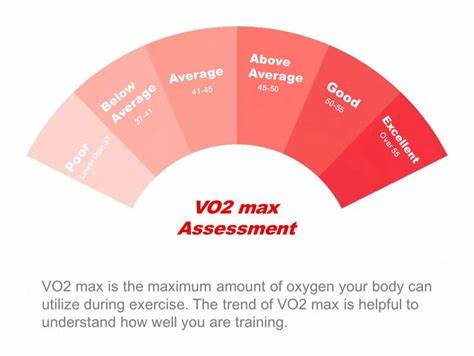 Poor
Lower than 37
Below
Average
37-41
Average
41-45
Above
Average
45-50
Good
50-55
Excellent
Over 55
VO2 max
Assessment
VO2 max is the maximum amount of oxygen your body can
utilize during exercise. The trend of VO2 max is helpful to
understand how well you are training.